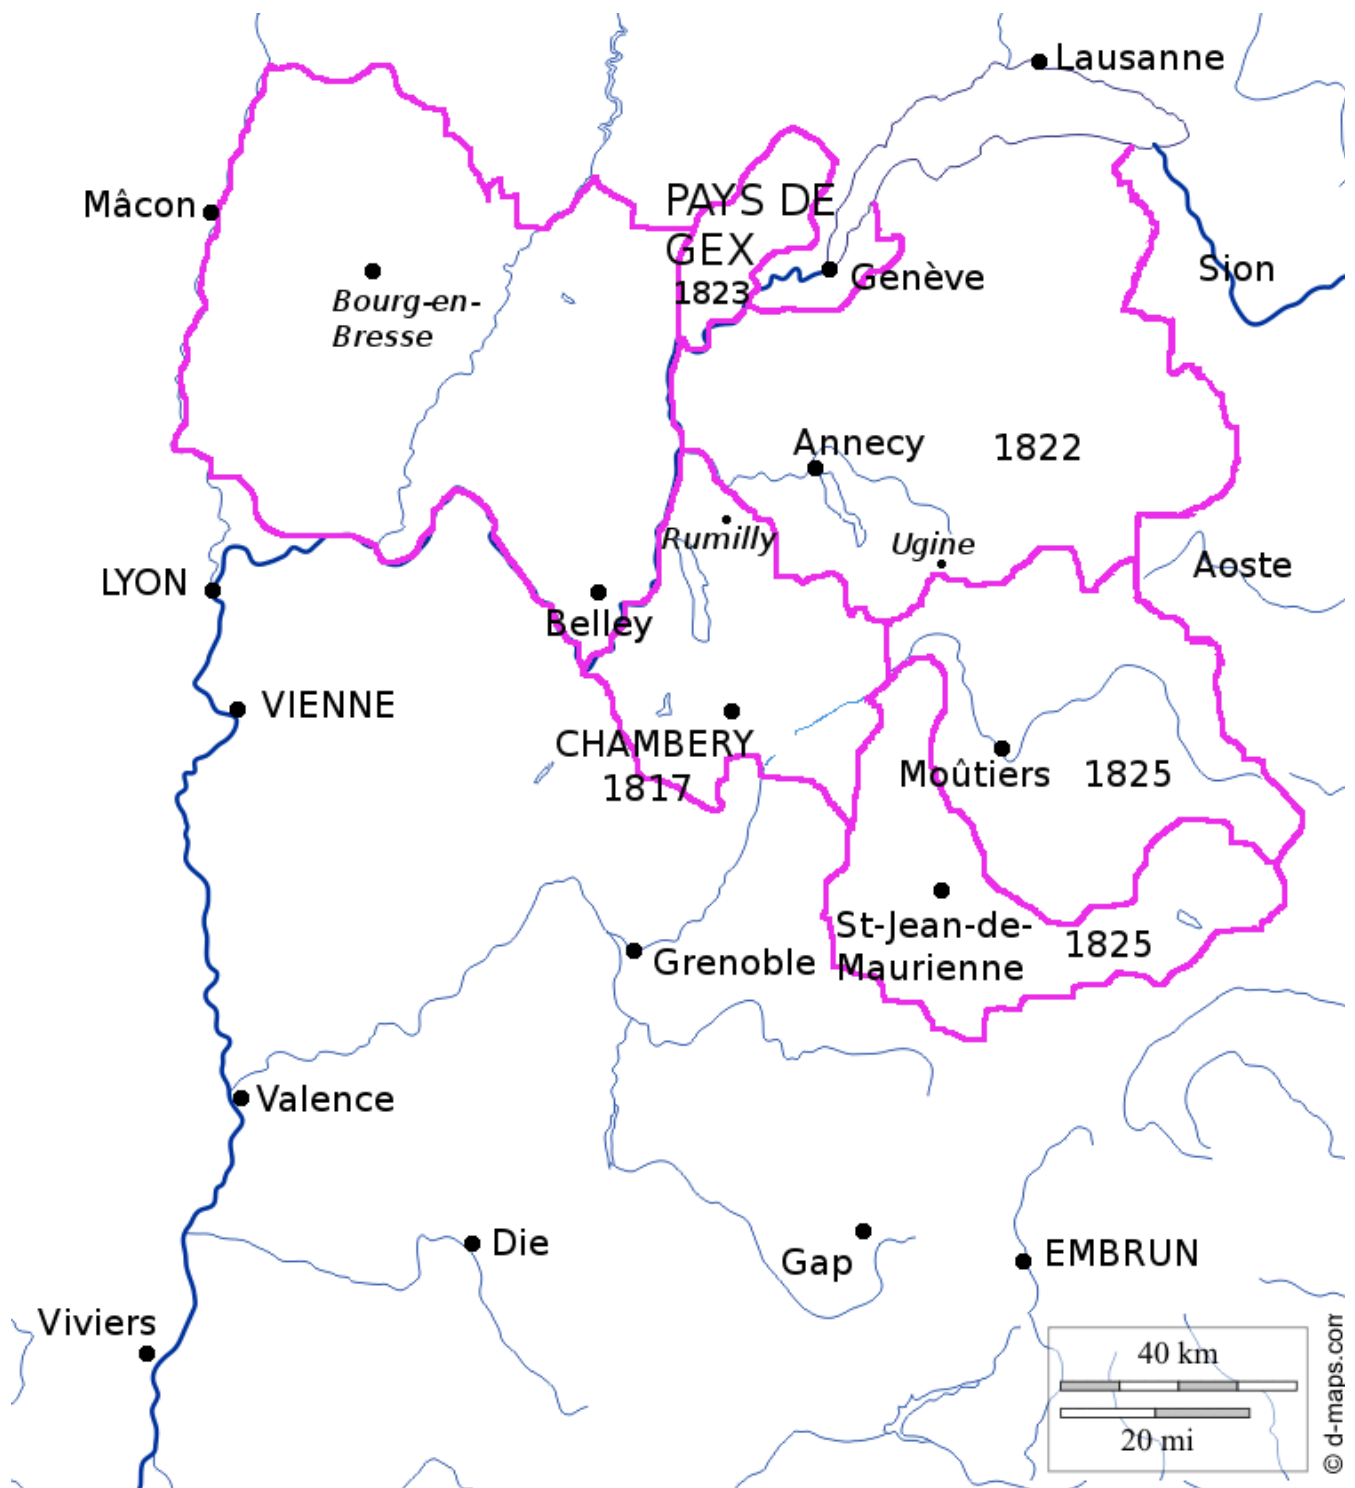 Lausanne
PAYS DE
GEX
1823
Mâcon
Genève
Sion
Bourg-en-
Bresse
Annecy
1822
Rumilly
Ugine
Aoste
LYON
Belley
VIENNE
CHAMBERY
1817
Moûtiers
1825
St-Jean-de-
Maurienne
1825
Grenoble
Valence
Die
Gap
EMBRUN
Viviers
40 km
20 mi
© d-maps.com